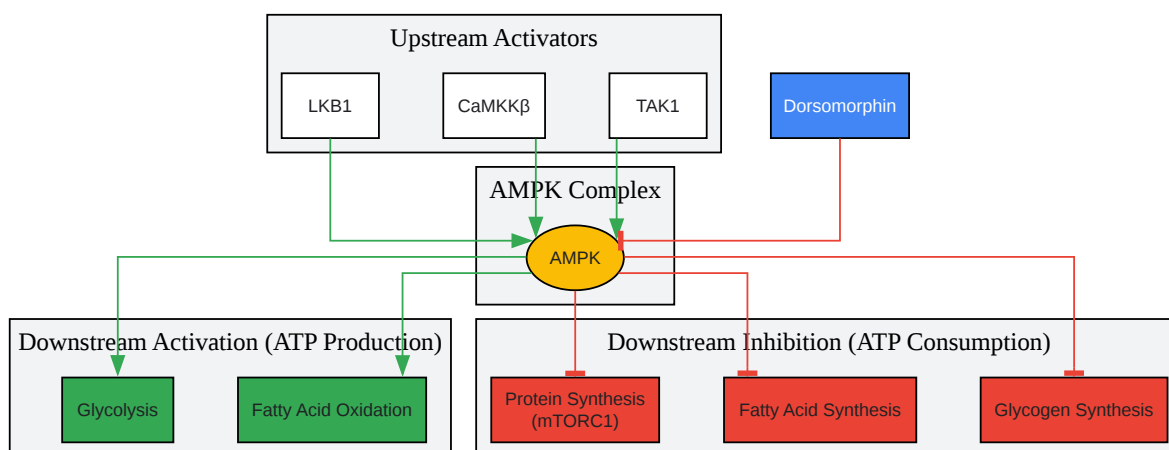 Upstream Activators
LKB1
CaMKKβ
TAK1
Dorsomorphin
AMPK Complex
AMPK
Downstream Activation (ATP Production)
Glycolysis
Fatty Acid Oxidation
Downstream Inhibition (ATP Consumption)
Protein Synthesis
(mTORC1)
Fatty Acid Synthesis
Glycogen Synthesis